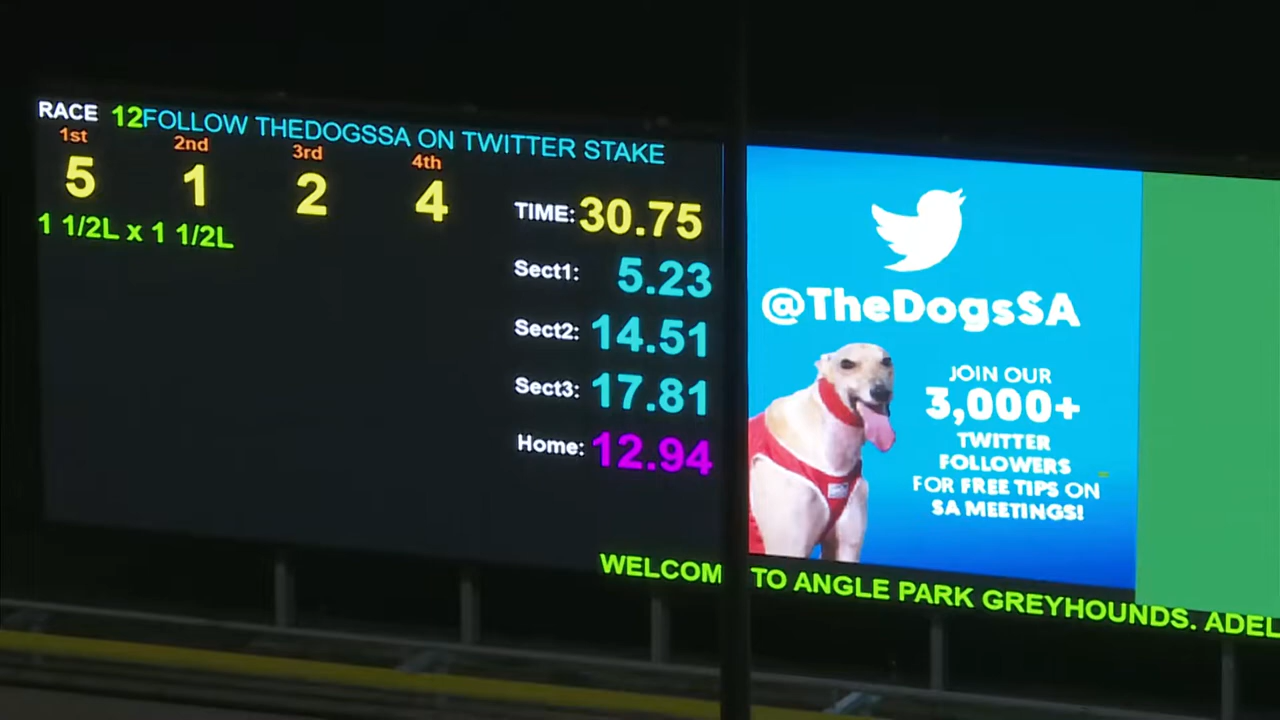 RACE 12FOLLOW THEDOGSSA ON TWITTER STAKE
1st 2nd 3rd 4th
5 1 2 4
1 1/2L x 1 1/2L
TIME: 30.75
Sect1: 5.23
Sect2: 14.51
Sect3: 17.81
Home: 12.94
@TheDogsSA
JOIN OUR
3,000+
TWITTER
FOLLOWERS
FOR FREE TIPS ON
SA MEETINGS!
WELCOM TO ANGLE PARK GREYHOUNDS. ADEL